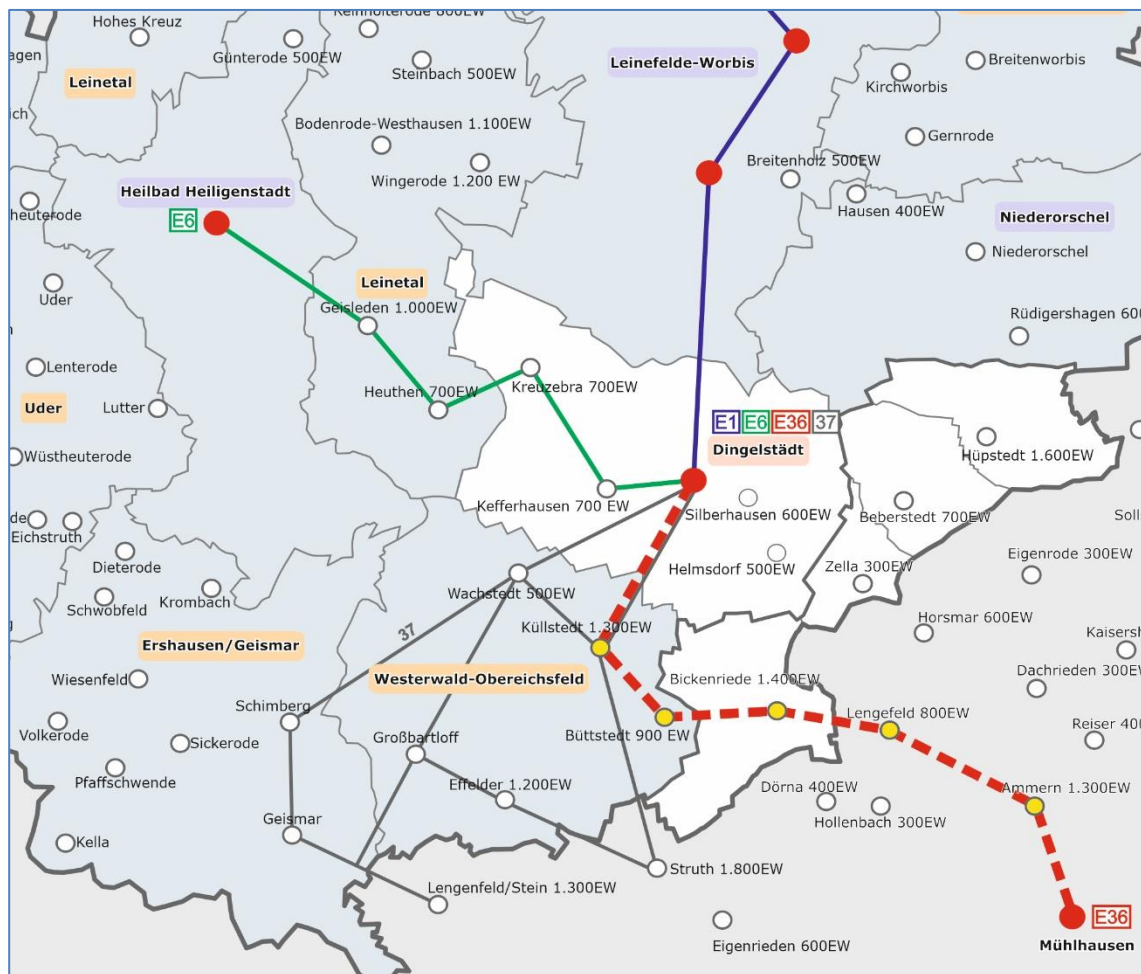 Hohes Kreuz
Keinholterode 800EW
Günterode 500EW
Steinbach 500EW
Leinefelde-Worbis
Breitenworbis
Kirchworbis
Leinetal
Bodenrode-Westhausen 1.100EW
Gernrode
Wingerode 1.200 EW
Breitenholz 500EW
Heilbad Heiligenstadt
E6
Hausen 400EW
Niederorschel
heuterode
Niederorschel
Uder
Leinetal
Geisleden 1.000EW
Rüdigershagen 600
Lenterode
Kreuzebra 700EW
Heuthen 700EW
Uder
Lutter
E1 E6 E36 37
Dingelstädt
Wüstheuterode
Hüpstedt 1.600EW
Kefferhausen 700 EW
Silberhausen 600EW
Beberstedt 700EW
Eichstruth
Eigenrode 300EW
Dieterode
Helmsdorf 500EW
Zella 300EW
Wachstedt 500EW
Schwobfeld
Krombach
Horsmar 600EW
Küllstedt 1.300EW
37
Ershausen/Geismar
Westerwald-Obereichsfeld
Bickenriede 1.400EW
Dachrieden 300EW
Wiesenfeld
Schimberg
Lengefeld 800EW
Volkerode
Sickerode
Großbartloff
Büttstedt 900 EW
Reiser 400
Pfaffschwende
Effelder 1.200EW
Dörna 400EW
Ammern 1.300EW
Hollenbach 300EW
Geismar
Kella
Struth 1.800EW
Lengenfeld/Stein 1.300EW
E36
Eigenrieden 600EW
Mühlhausen